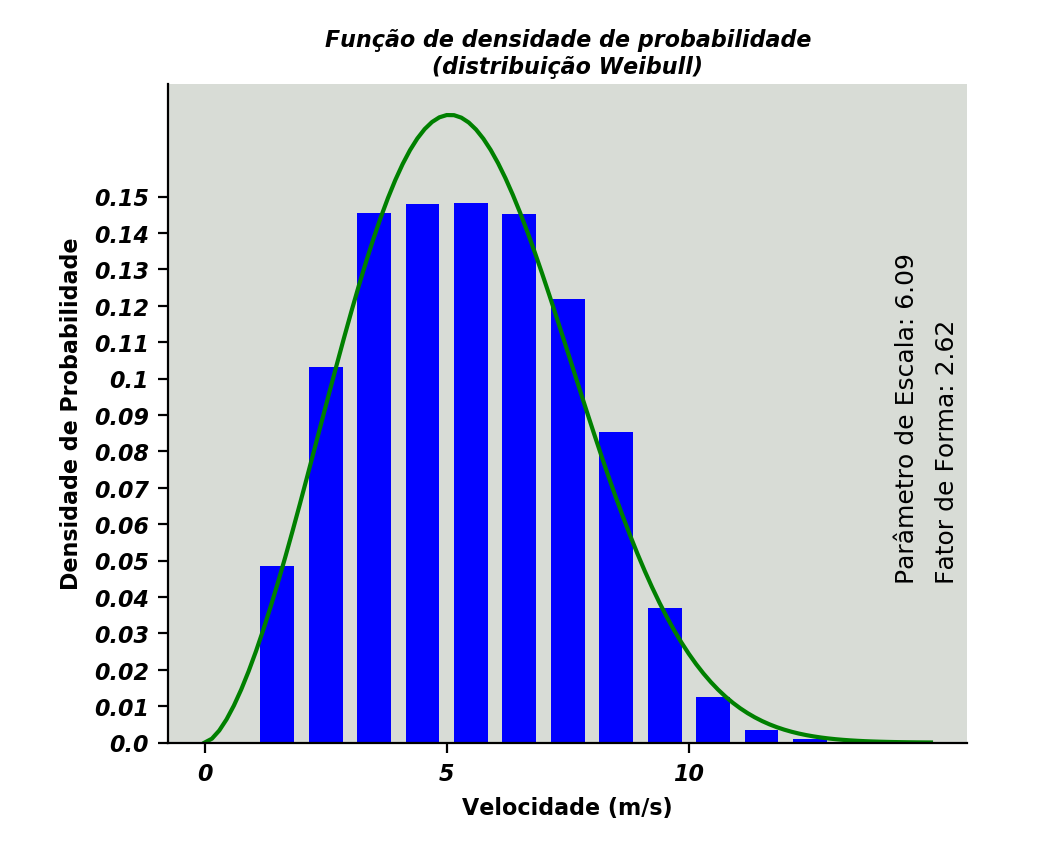 Função de densidade de probabilidade
(distribuição Weibull)
Densidade de Probabilidade
0.15
0.14
0.13
0.12
0.11
0.1
0.09
0.08
0.07
0.06
0.05
0.04
0.03
0.02
0.01
0.0
Parâmetro de Escala: 6.09
Fator de Forma: 2.62
0 5 10
Velocidade (m/s)